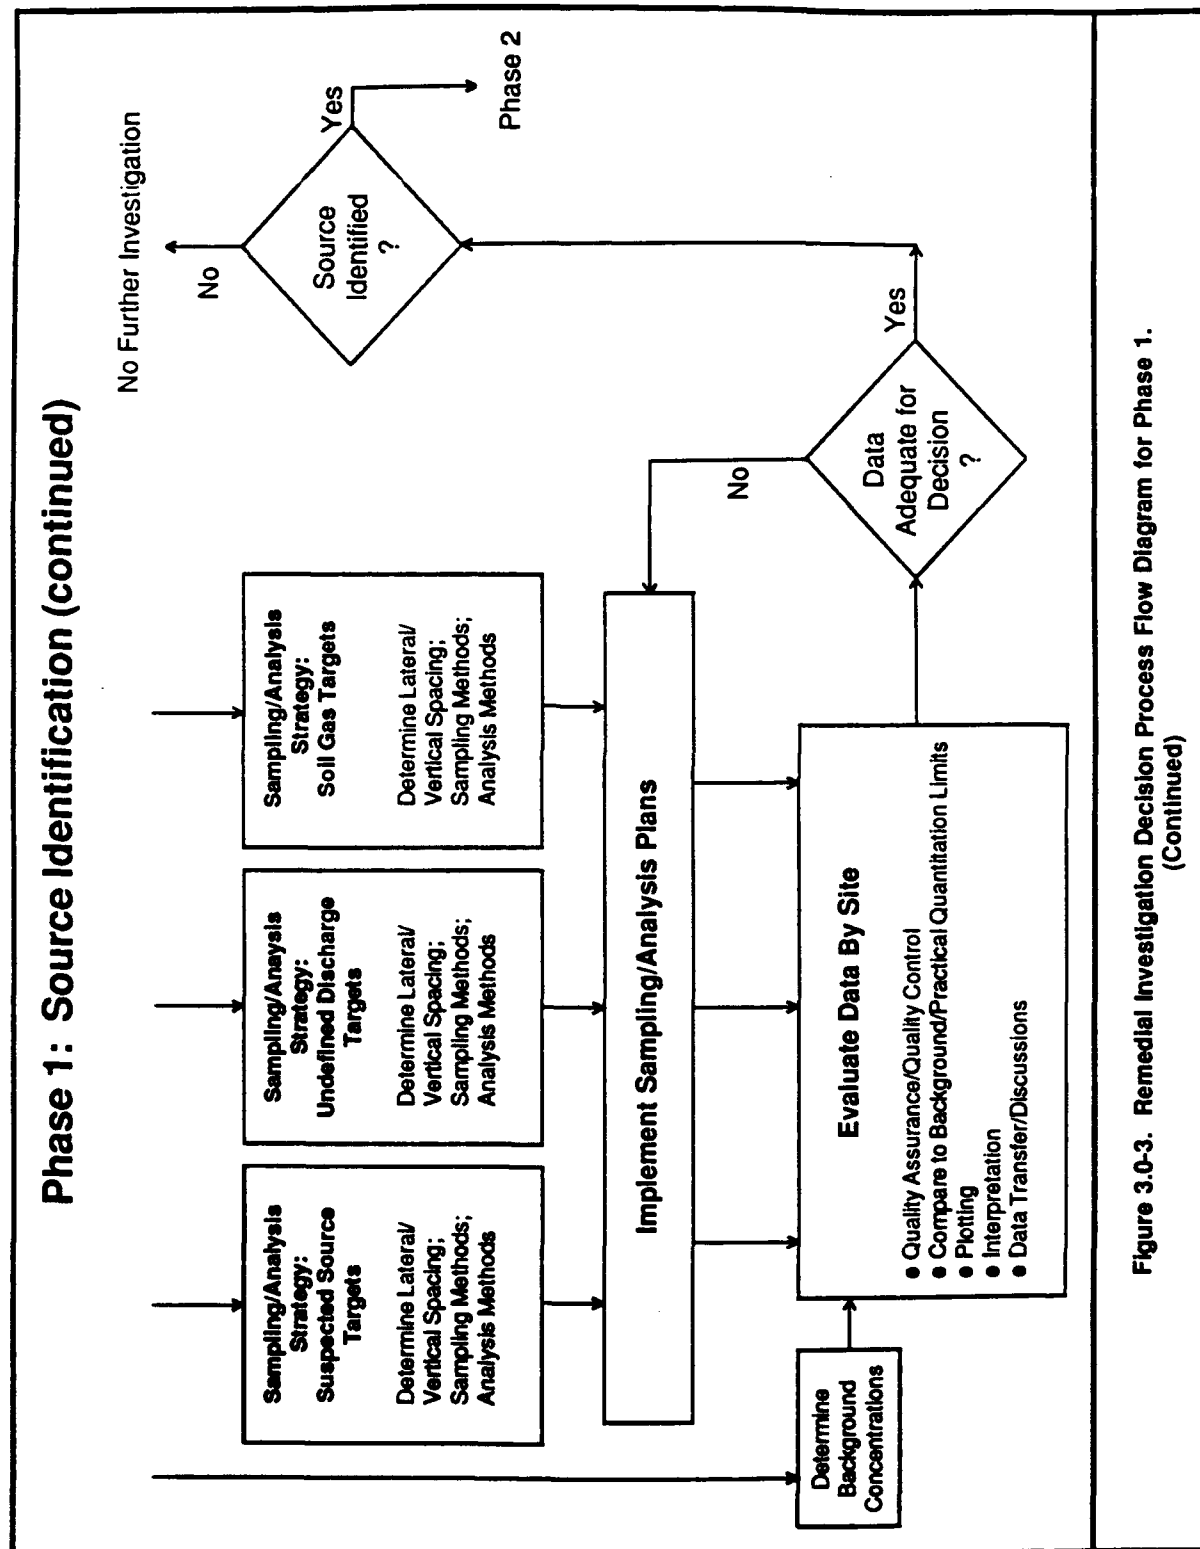 Phase 1: Source Identification (continued)
Sampling/Analysis
Strategy:
Suspected Source
Targets
Determine Lateral/
Vertical Spacing;
Sampling Methods;
Analysis Methods
Sampling/Anaysis
Strategy:
Undefined Discharge
Targets
Determine Lateral/
Vertical Spacing;
Sampling Methods;
Analysis Methods
Sampling/Analysis
Strategy:
Soil Gas Targets
Determine Lateral/
Vertical Spacing;
Sampling Methods;
Analysis Methods
No Further Investigation
No
Source
Identified
?
Yes
Phase 2
Implement Sampling/Analysis Plans
No
Data
Adequate for
Decision
?
Yes
Determine
Background
Concentrations
Evaluate Data By Site
● Quality Assurance/Quality Control
● Compare to Background/Practical Quantitation Limits
● Plotting
● Interpretation
● Data Transfer/Discussions
Figure 3.0-3. Remedial Investigation Decision Process Flow Diagram for Phase 1.
(Continued)